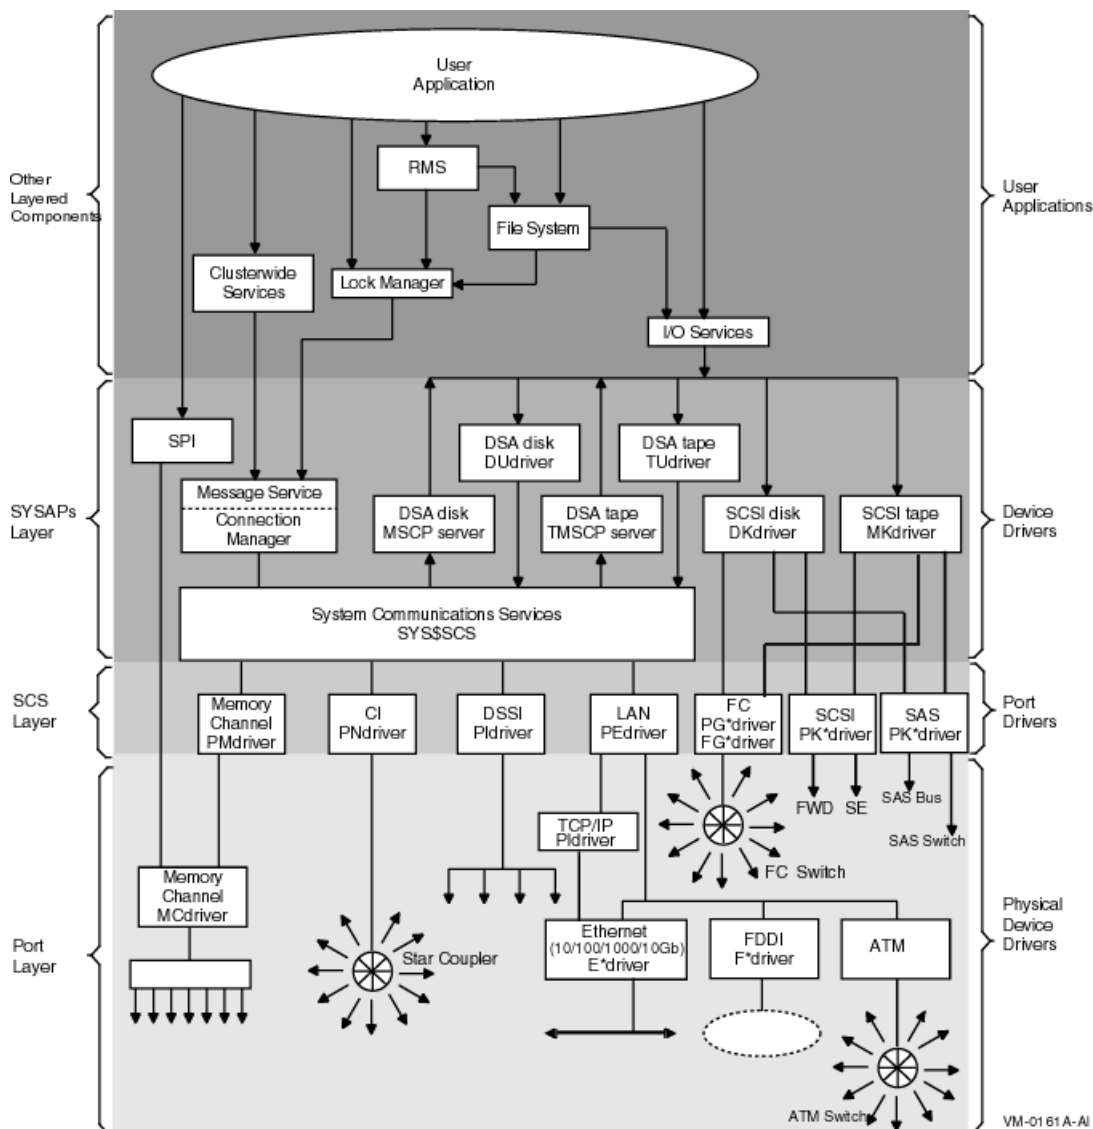 User
Application
Other
Layered
Components
RMS
User
Applications
File System
Clusterwide
Services
Lock Manager
I/O Services
SPI
DSA disk
DUdriver
DSA tape
TUdriver
Message Service
Connection
Manager
SYSAPs
Layer
DSA disk
MSCP server
DSA tape
TMSCP server
SCSI disk
DKdriver
SCSI tape
MKdriver
Device
Drivers
System Communications Services
SYS$SCS
SCS
Layer
Memory
Channel
PMdriver
CI
PNdriver
DSSI
PIdriver
LAN
PEdriver
FC
PG*driver
FG*driver
SCSI
PK*driver
SAS
PK*driver
Port
Drivers
FWD
SE
SAS Bus
SAS Switch
TCP/IP
PIdriver
FC Switch
Memory
Channel
MCdriver
Port
Layer
Star Coupler
Ethernet
(10/100/1000/10Gb)
E*driver
FDDI
F*driver
ATM
Physical
Device
Drivers
ATM Switch
VM-0161A-AI